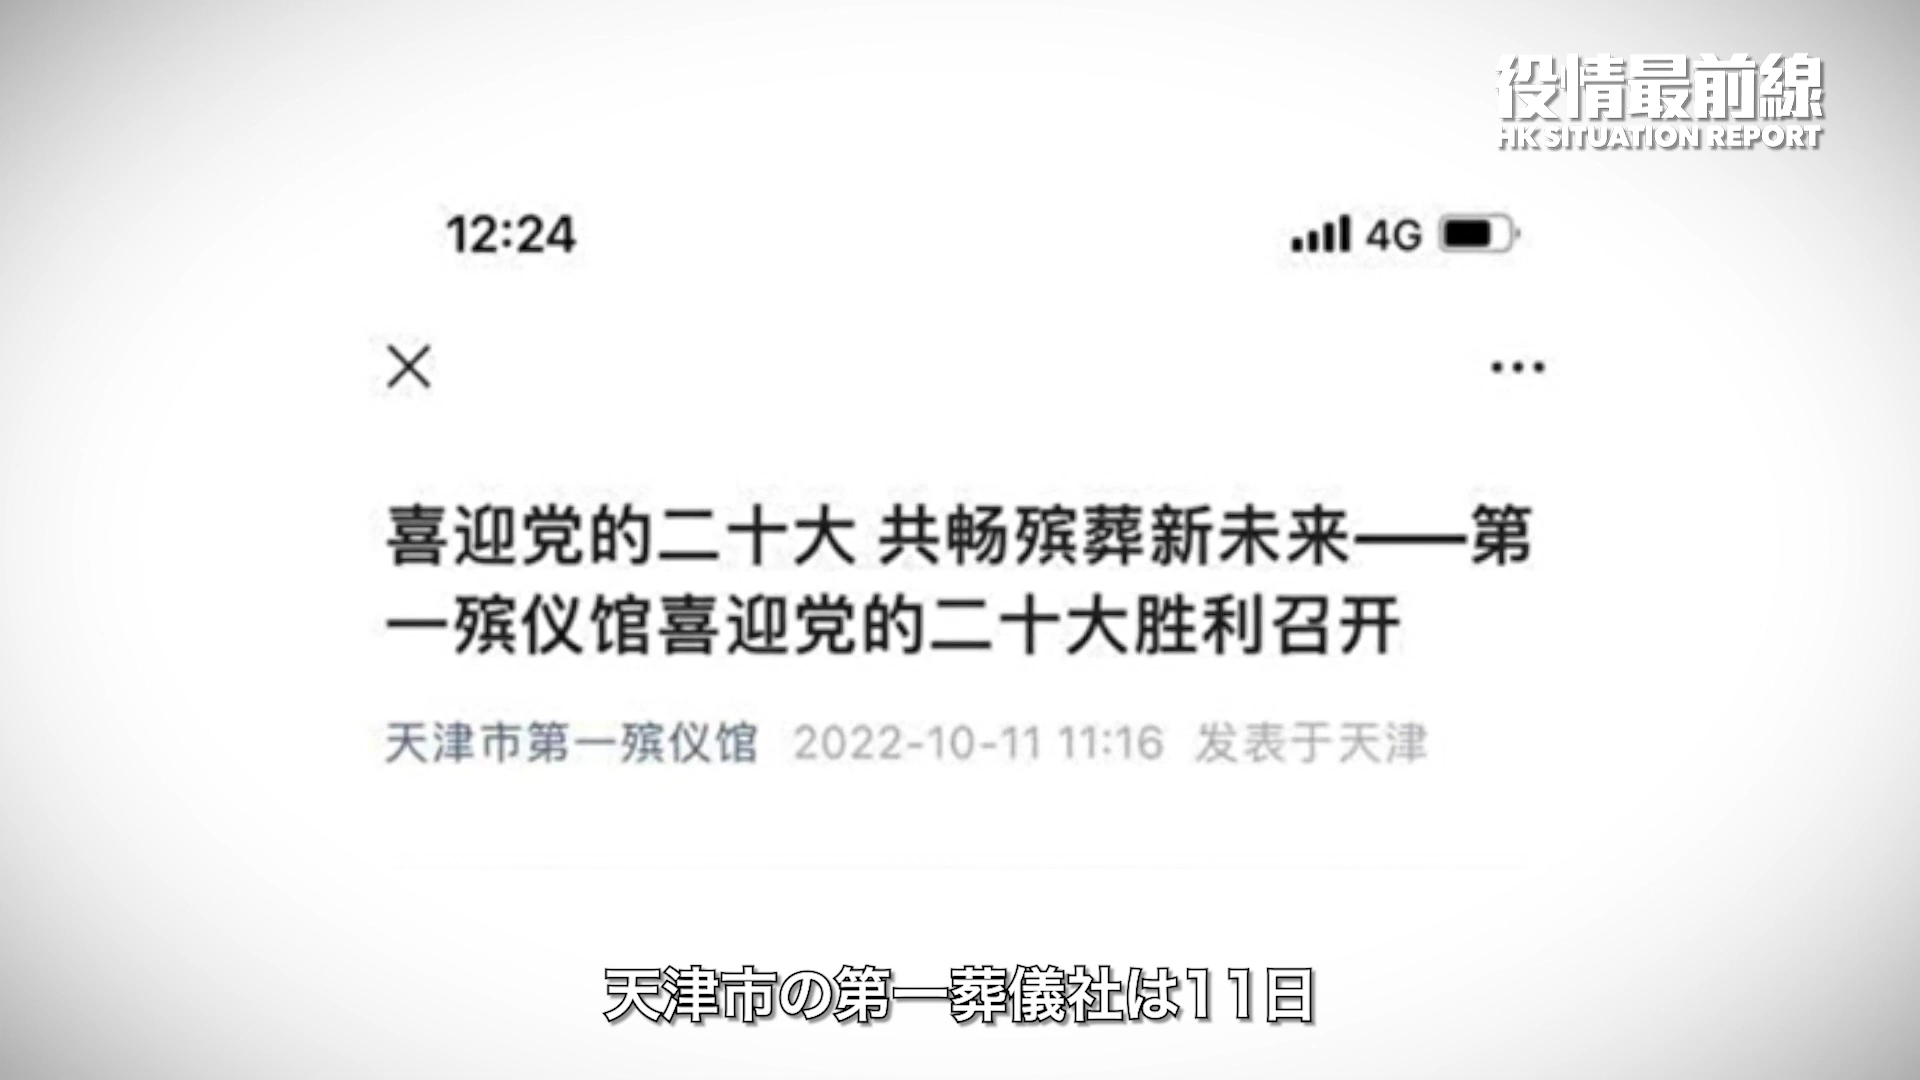 役情最前線
HK SITUATION REPORT
12:24
4G
喜迎党的二十大 共畅殡葬新未来——第
一殡仪馆喜迎党的二十大胜利召开
天津市第一殡仪馆 2022-10-11 11:16 发表于天津
天津市の第一葬儀社は11日